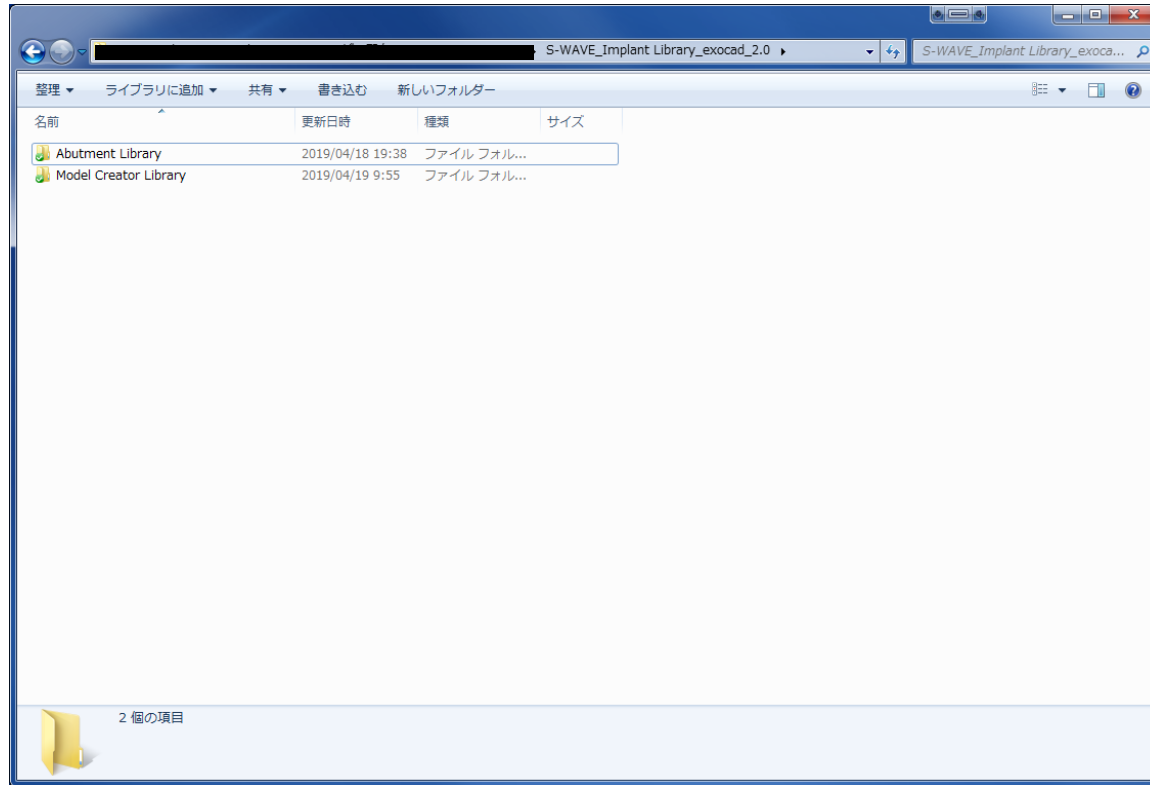 S-WAVE_Implant Library_exocad_2.0
S-WAVE_Implant Library_exoca...
整理 ライブラリに追加 共有 書き込む 新しいフォルダー
名前 更新日時 種類 サイズ
Abutment Library 2019/04/18 19:38 ファイル フォル...
Model Creator Library 2019/04/19 9:55 ファイル フォル...
2 個の項目